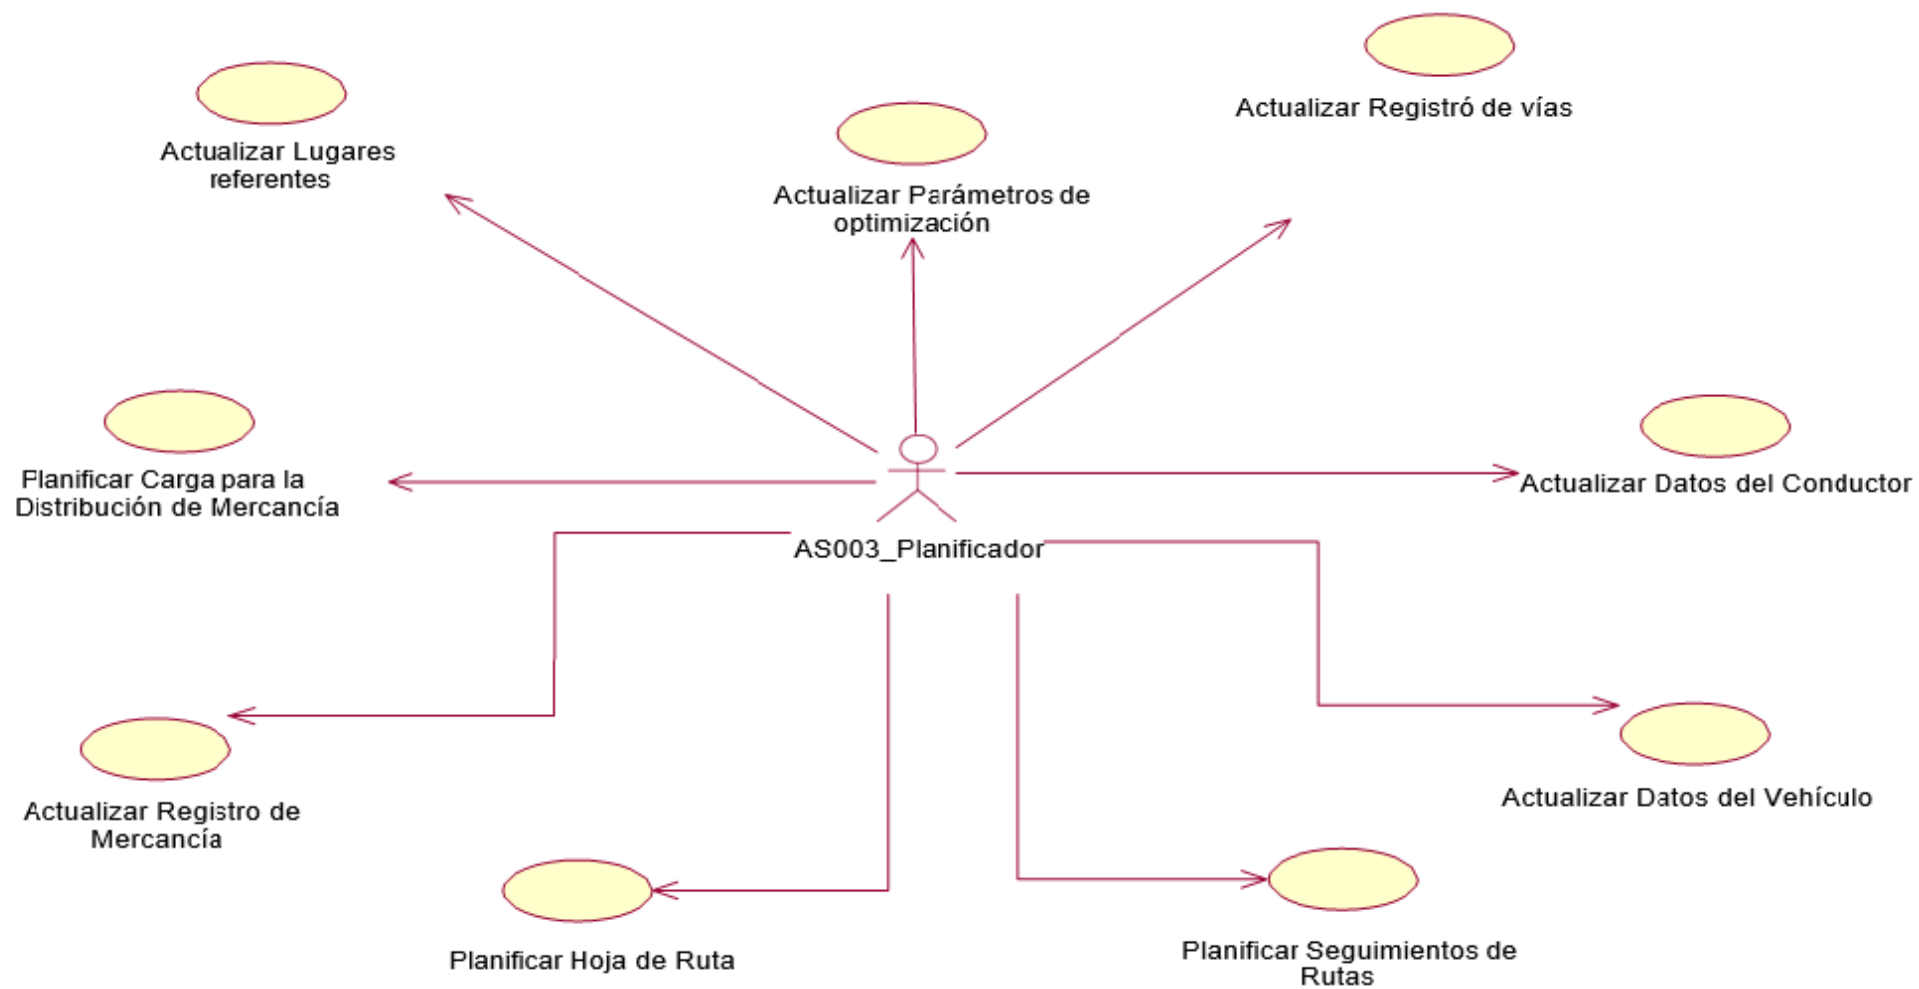 Actualizar Registró de vías
Actualizar Lugares
referentes
Actualizar Parámetros de
optimización
Planificar Carga para la
Distribución de Mercancía
Actualizar Datos del Conductor
AS003_Planificador
Actualizar Registro de
Mercancía
Actualizar Datos del Vehículo
Planificar Hoja de Ruta
Planificar Seguimientos de
Rutas